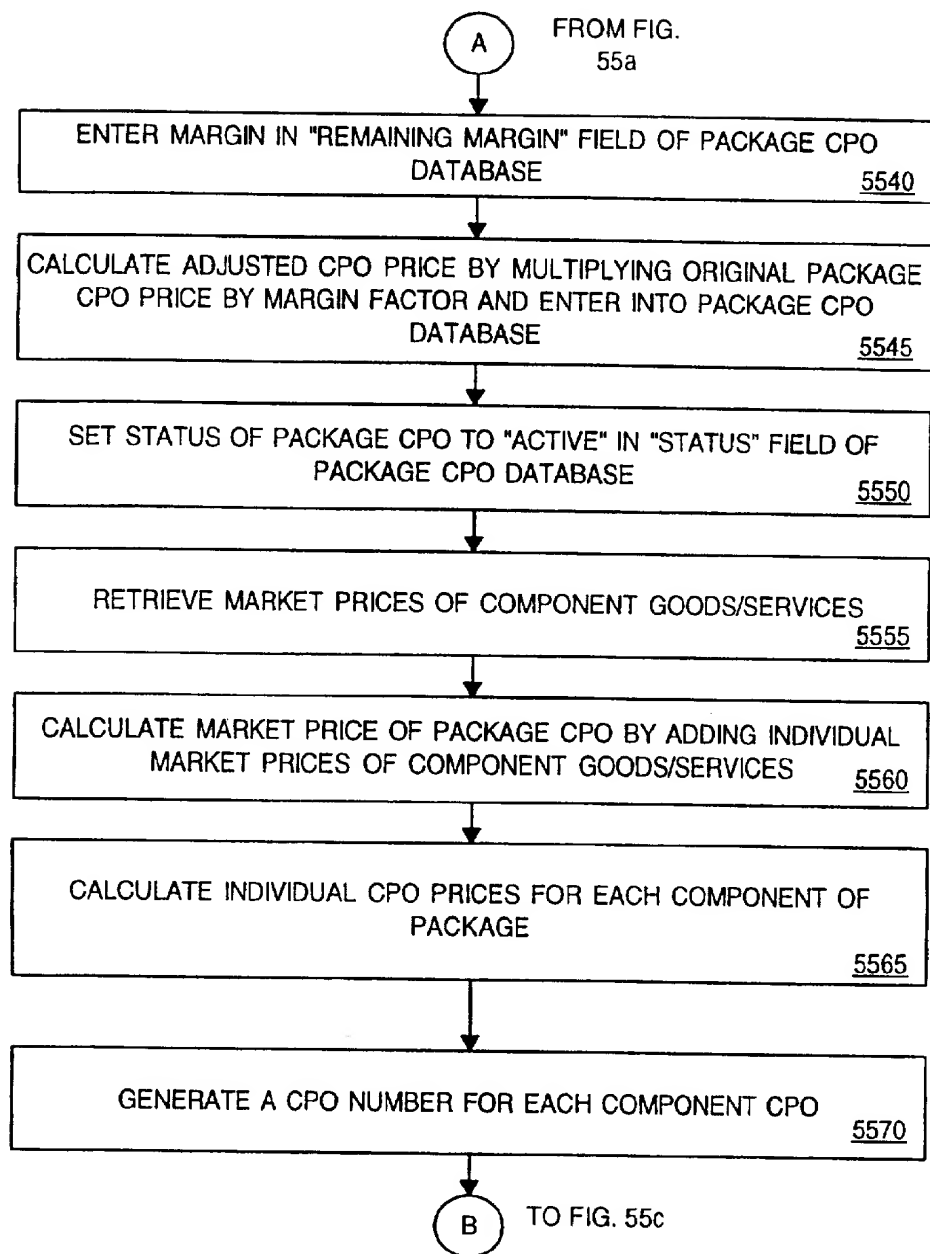 A
FROM FIG.
55a
ENTER MARGIN IN "REMAINING MARGIN" FIELD OF PACKAGE CPO
DATABASE
5540
CALCULATE ADJUSTED CPO PRICE BY MULTIPLYING ORIGINAL PACKAGE
CPO PRICE BY MARGIN FACTOR AND ENTER INTO PACKAGE CPO
DATABASE
5545
SET STATUS OF PACKAGE CPO TO "ACTIVE" IN "STATUS" FIELD OF
PACKAGE CPO DATABASE
5550
RETRIEVE MARKET PRICES OF COMPONENT GOODS/SERVICES
5555
CALCULATE MARKET PRICE OF PACKAGE CPO BY ADDING INDIVIDUAL
MARKET PRICES OF COMPONENT GOODS/SERVICES
5560
CALCULATE INDIVIDUAL CPO PRICES FOR EACH COMPONENT OF
PACKAGE
5565
GENERATE A CPO NUMBER FOR EACH COMPONENT CPO
5570
B
TO FIG. 55c